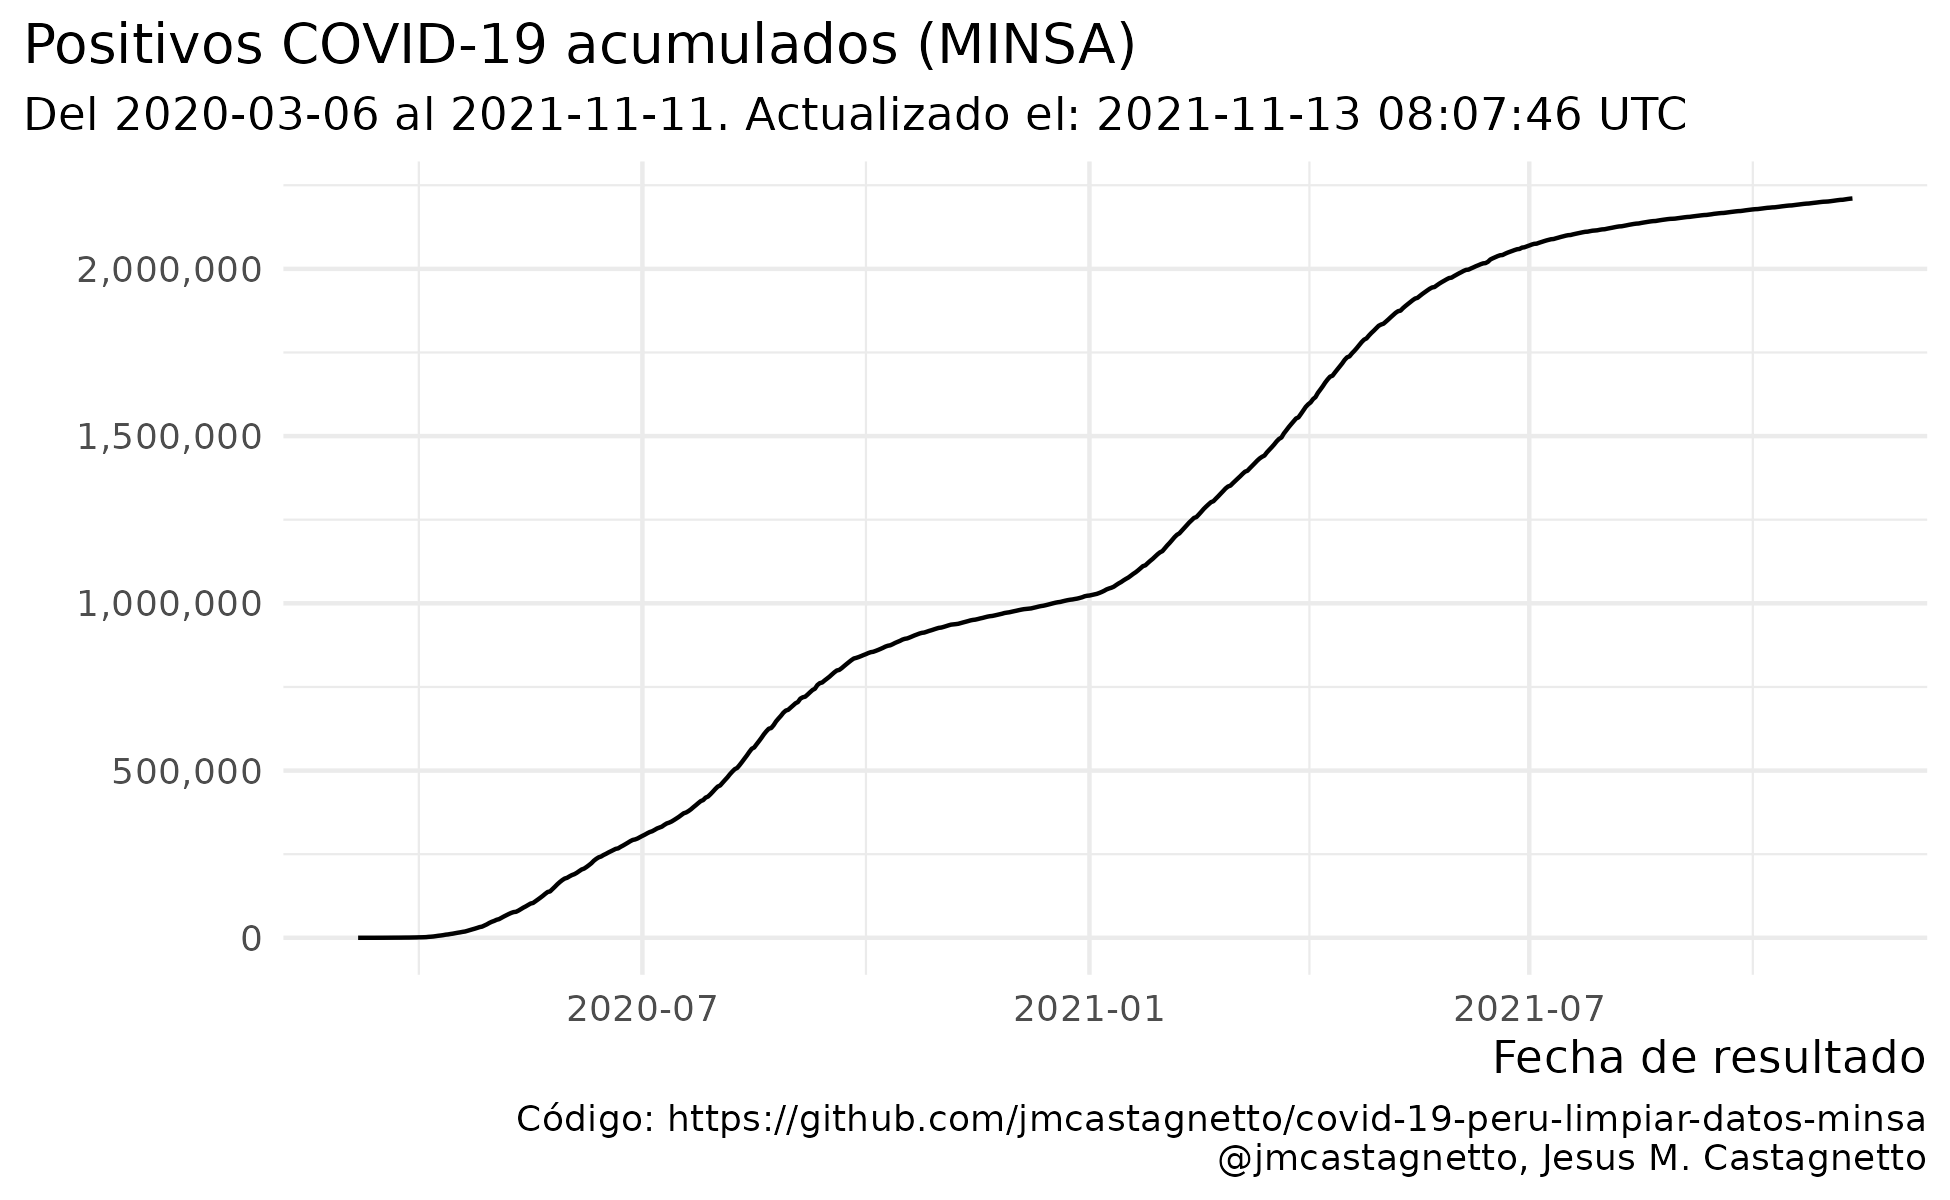 Positivos COVID-19 acumulados (MINSA)
Del 2020-03-06 al 2021-11-11. Actualizado el: 2021-11-13 08:07:46 UTC
2,000,000
1,500,000
1,000,000
500,000
0
2020-07 2021-01 2021-07
Fecha de resultado
Código: https://github.com/jmcastagnetto/covid-19-peru-limpiar-datos-minsa
@jmcastagnetto, Jesus M. Castagnetto